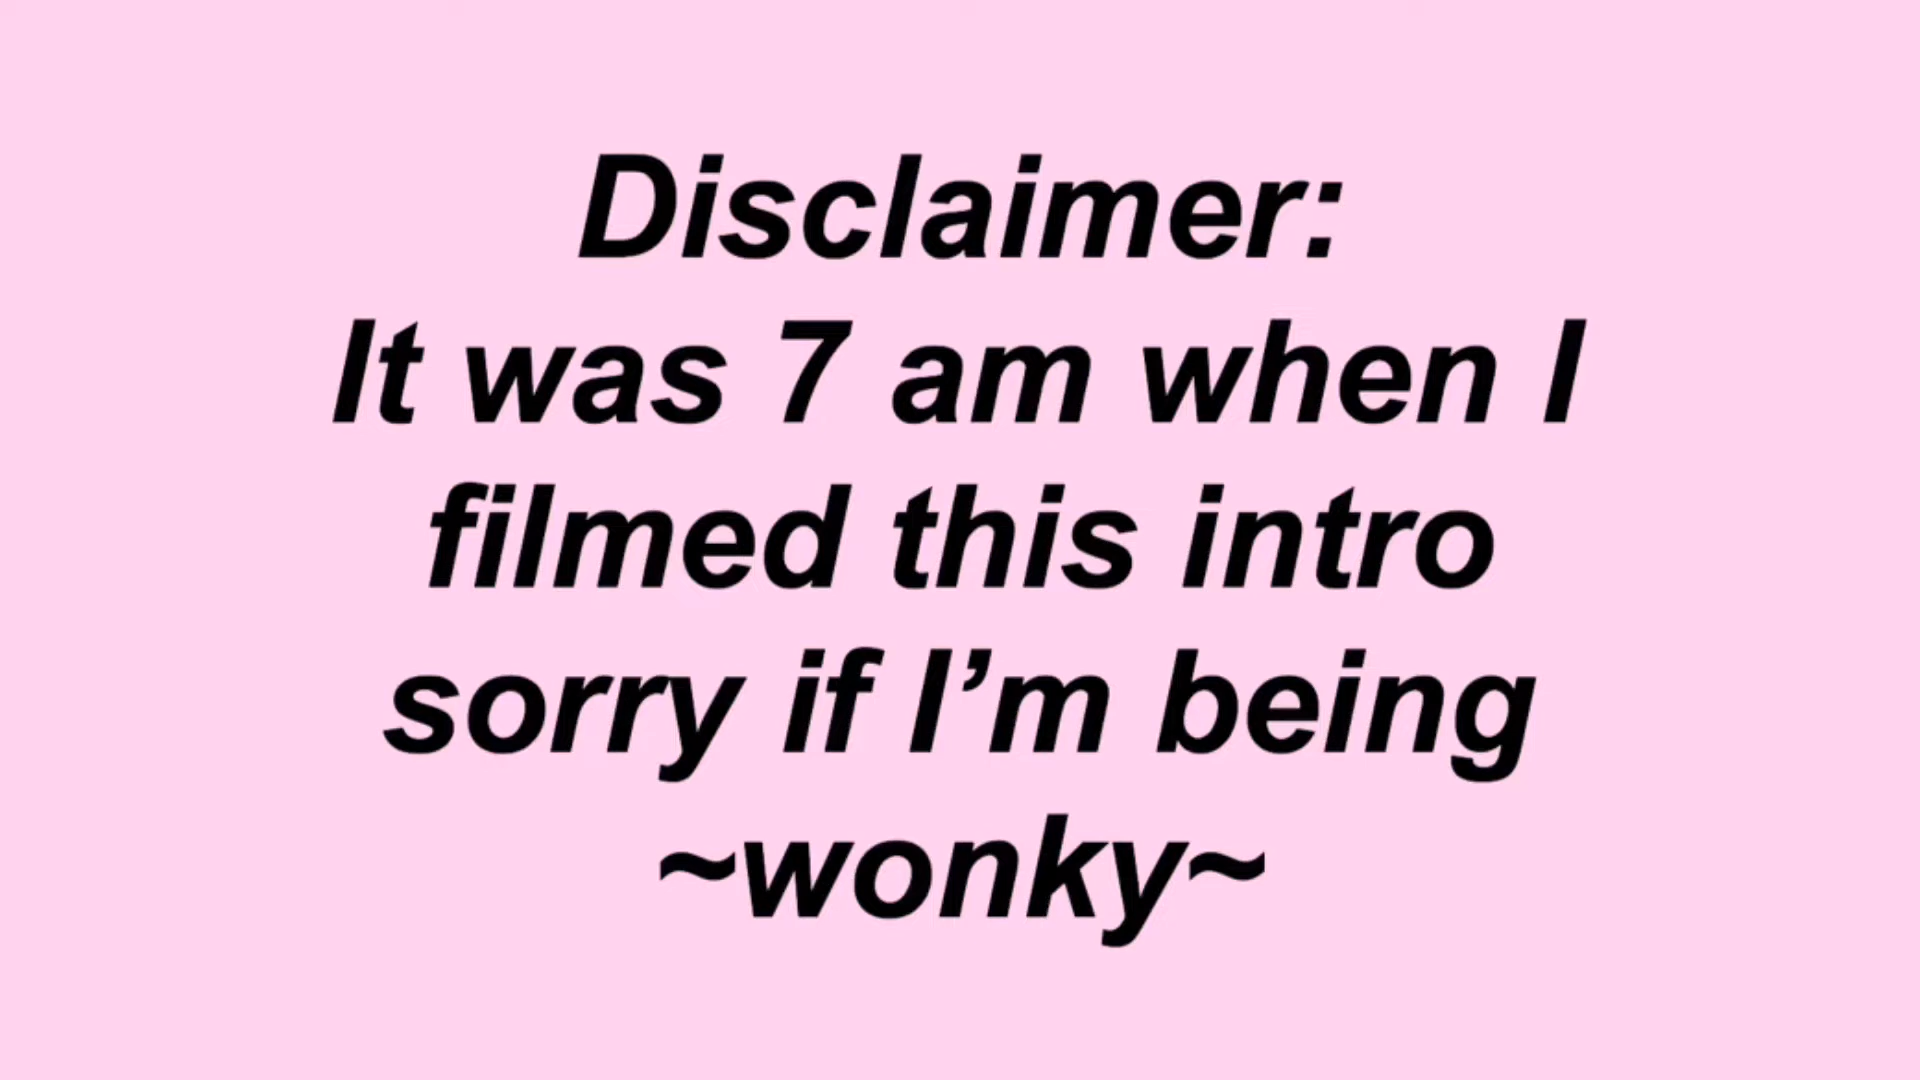 Disclaimer:
It was 7 am when I
filmed this intro
sorry if I’m being
~wonky~